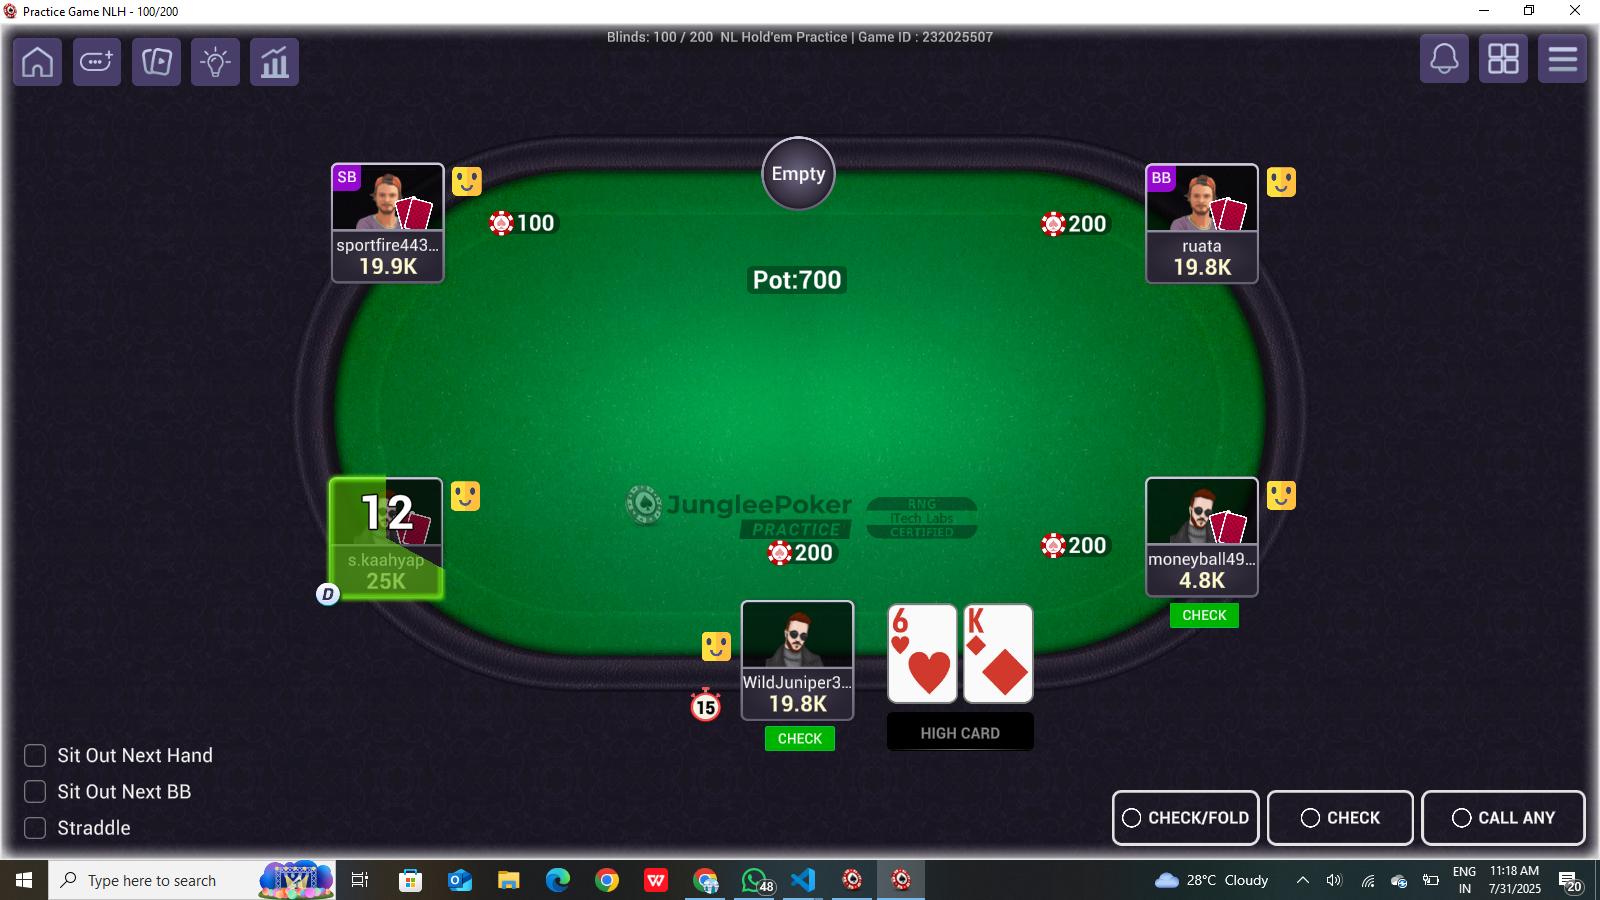 Practice Game NLH - 100/200
Blinds: 100 / 200 NL Hold'em Practice | Game ID : 232025507
Empty
SB
sportfire443...
19.9K
100
BB
ruata
19.8K
200
Pot:700
12
s.kaahyap
25K
D
JungleePoker
PRACTICE
RNG
iTech Labs
CERTIFIED
200
200
moneyball49...
4.8K
CHECK
WildJuniper3...
19.8K
15
CHECK
6
K
HIGH CARD
Sit Out Next Hand
Sit Out Next BB
Straddle
CHECK/FOLD
CHECK
CALL ANY
Type here to search
48
28°C Cloudy
ENG
IN
11:18 AM
7/31/2025
20